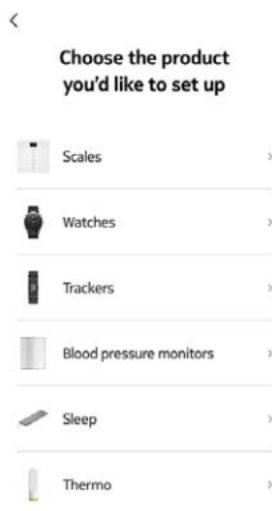 Choose the product
you'd like to set up
Scales
Watches
Trackers
Blood pressure monitors
Sleep
Thermo